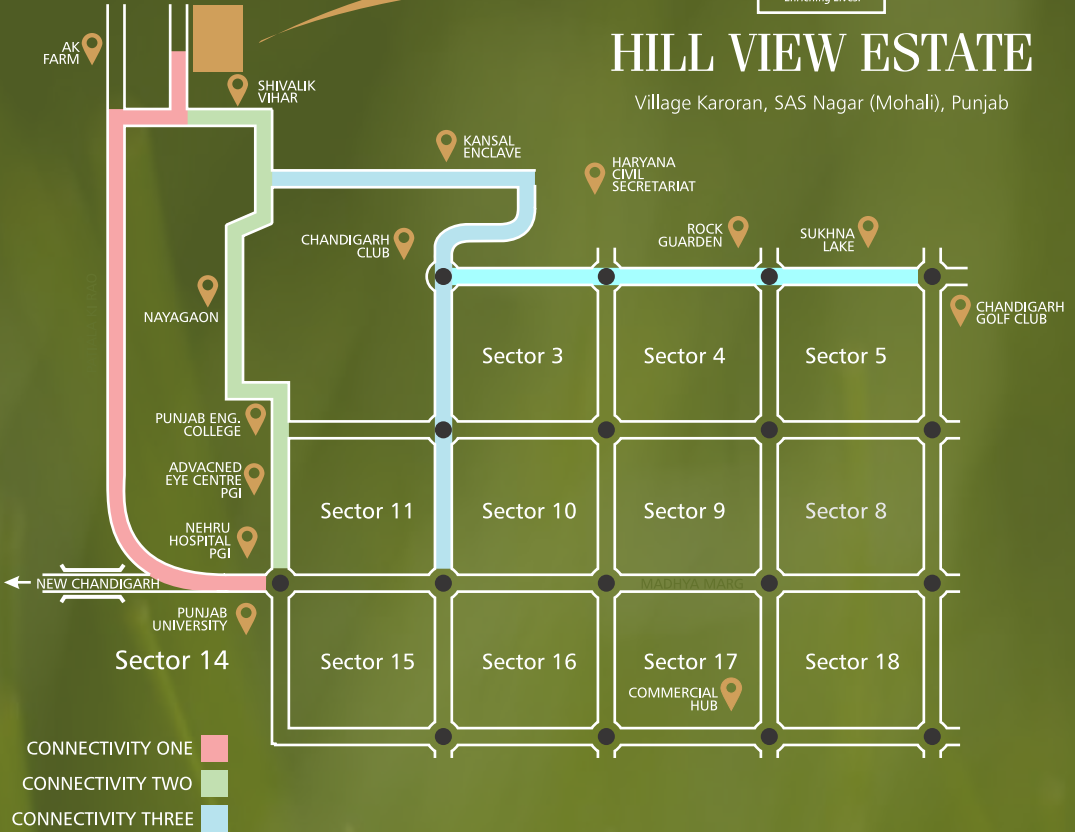 Enriching Lives.
HILL VIEW ESTATE
Village Karoran, SAS Nagar (Mohali), Punjab
AK
FARM
SHIVALIK
VIHAR
KANSAL
ENCLAVE
HARYANA
CIVIL
SECRETARIAT
CHANDIGARH
CLUB
ROCK
GUARDEN
SUKHNA
LAKE
NAYAGAON
CHANDIGARH
GOLF CLUB
Sector 3
Sector 4
Sector 5
PUNJAB ENG.
COLLEGE
ADVACNED
EYE CENTRE
PGI
Sector 11
Sector 10
Sector 9
Sector 8
NEHRU
HOSPITAL
PGI
NEW CHANDIGARH
MADHYA MARG
PUNJAB
UNIVERSITY
Sector 14
Sector 15
Sector 16
Sector 17
Sector 18
COMMERCIAL
HUB
CONNECTIVITY ONE
CONNECTIVITY TWO
CONNECTIVITY THREE